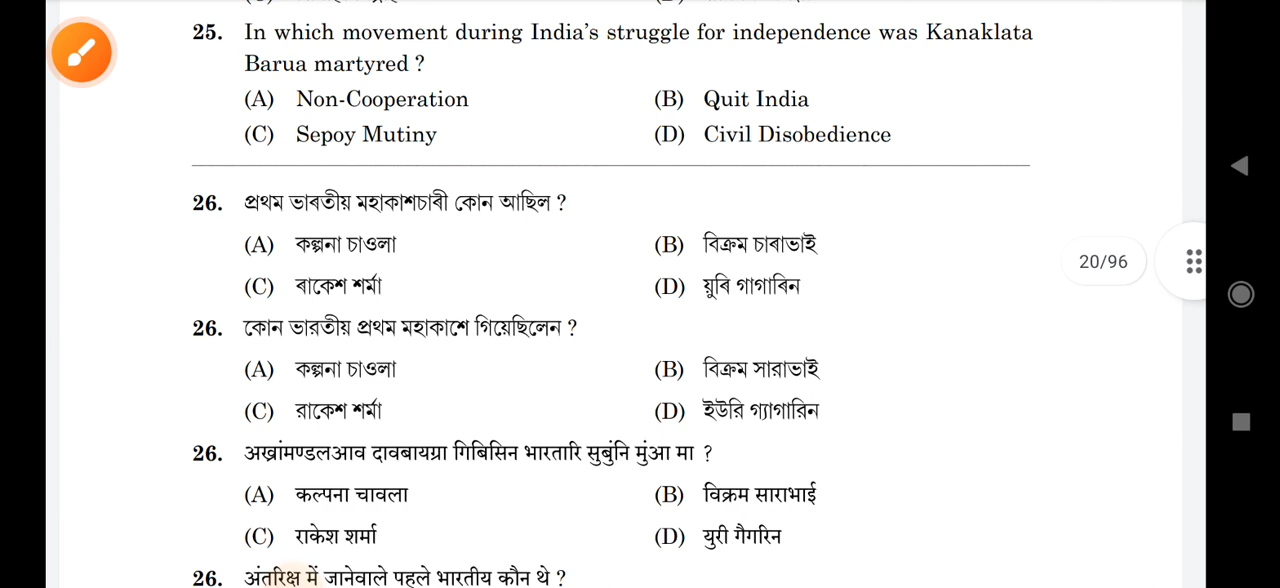 25. In which movement during India's struggle for independence was Kanaklata
Barua martyred ?
(A) Non-Cooperation (B) Quit India
(C) Sepoy Mutiny (D) Civil Disobedience
26. প্ৰথম ভাৰতীয় মহাকাশচাৰী কোন আছিল ?
(A) কল্পনা চাওলা (B) বিক্ৰম চাৰাভাই
(C) ৰাকেশ শৰ্মা (D) য়ুৰি গাগাৰিন
26. কোন ভারতীয় প্রথম মহাকাশে গিয়েছিলেন ?
(A) কল্পনা চাওলা (B) বিক্রম সারাভাই
(C) রাকেশ শর্মা (D) ইউরি গ্যাগারিন
26. अख्रांमण्डलआव दावबायग्रा गिबिसिन भारतारि सुबुंनि मुंआ मा ?
(A) कल्पना चावला (B) विक्रम साराभाई
(C) राकेश शर्मा (D) युरी गैगरिन
26. अंतरिक्ष में जानेवाले पहले भारतीय कौन थे ?
20/96